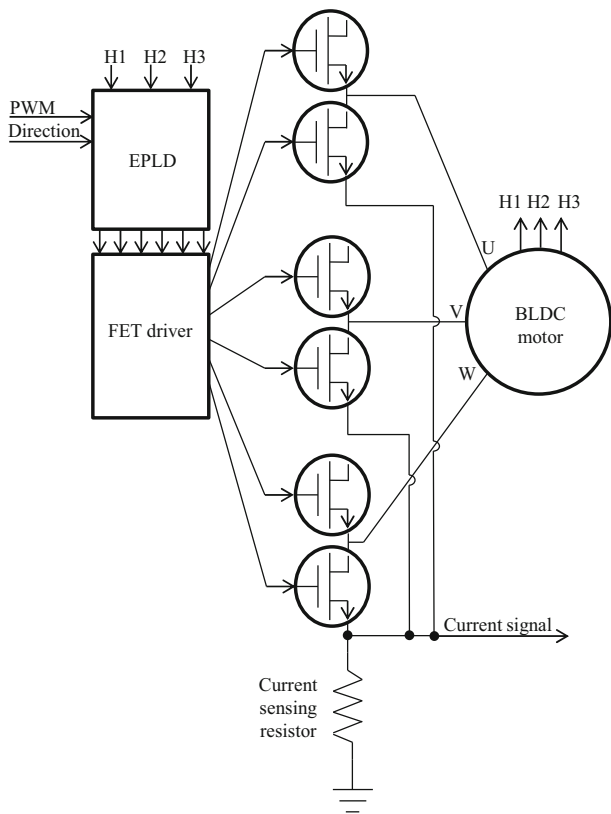 H1 H2 H3
PWM
Direction
EPLD
FET driver
H1 H2 H3
U
V
W
BLDC
motor
Current signal
Current
sensing
resistor